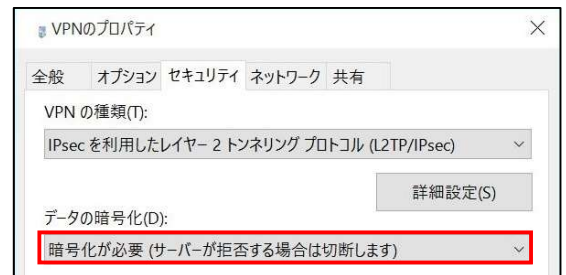 VPNのプロパティ
全般 オプション セキュリティ ネットワーク 共有
VPN の種類(T):
IPsec を利用したレイヤー 2 トンネリング プロトコル (L2TP/IPsec)
詳細設定(S)
データの暗号化(D):
暗号化が必要 (サーバーが拒否する場合は切断します)